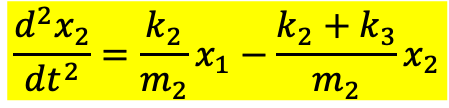 d²x₂/dt² = k₂/m₂ x₁ − (k₂ + k₃)/m₂ x₂